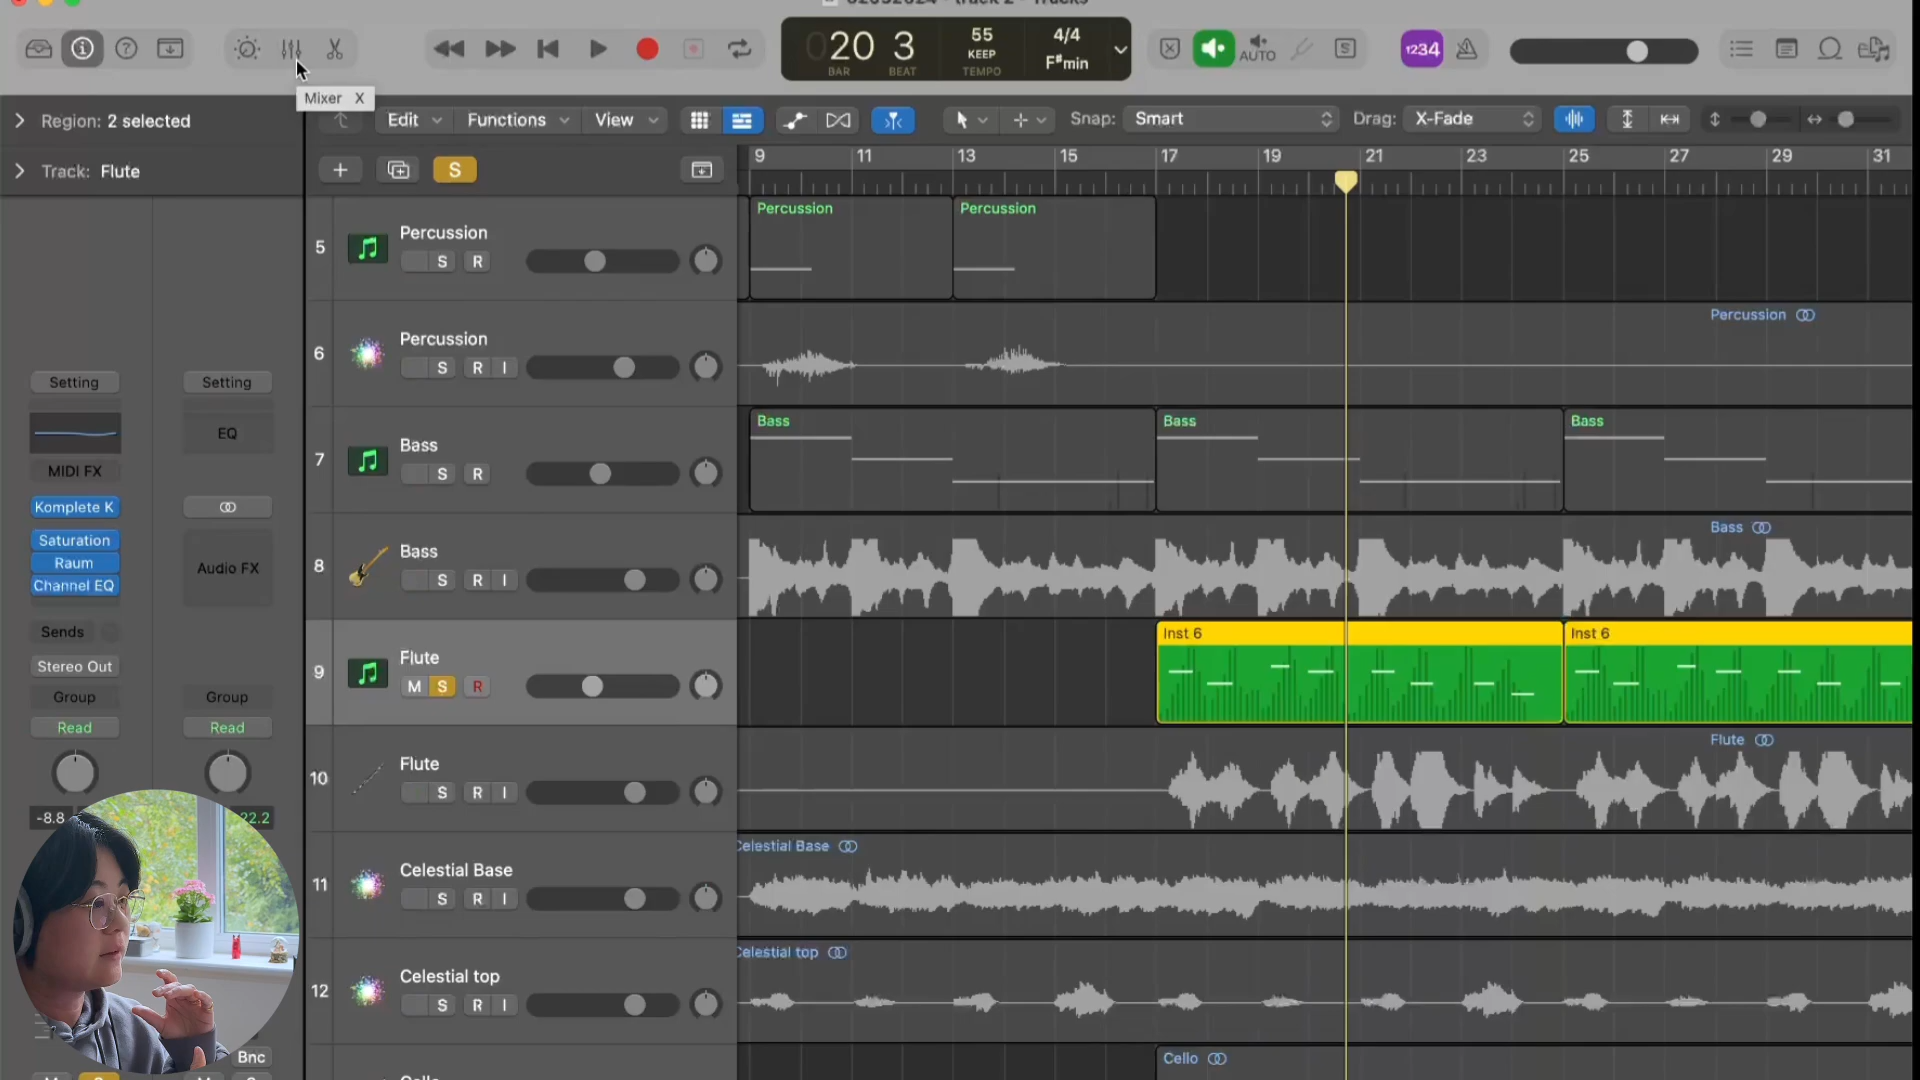 20 3
BAR BEAT
55
KEEP
TEMPO
4/4
F#min
AUTO
S
1234
Mixer X
Region: 2 selected
Edit
Functions
View
Snap: Smart
Drag: X-Fade
Track: Flute
S
9 11 13 15 17 19 21 23 25 27 29 31
5
Percussion
S R
Percussion
Percussion
6
Percussion
S R I
Percussion
7
Bass
S R
Bass
Bass
Bass
8
Bass
S R I
Bass
9
Flute
M S R
Inst 6
Inst 6
10
Flute
S R I
Flute
11
Celestial Base
S R I
Celestial Base
12
Celestial top
S R I
Celestial top
Cello
Setting
Setting
EQ
MIDI FX
Komplete K
Saturation
Raum
Channel EQ
Audio FX
Sends
Stereo Out
Group
Group
Read
Read
-8.8
22.2
Bnc